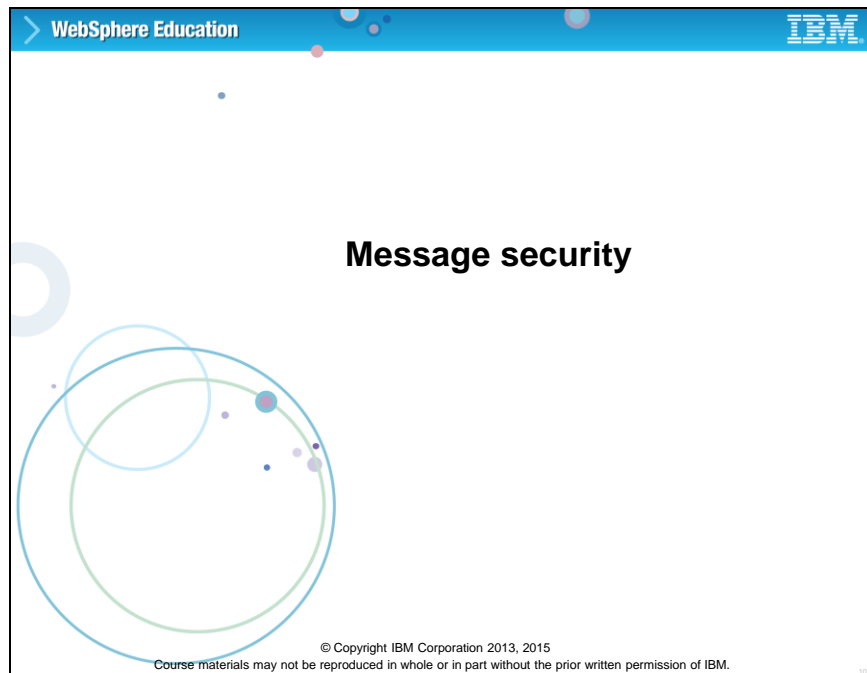 WebSphere Education
IBM
Message security
© Copyright IBM Corporation 2013, 2015
Course materials may not be reproduced in whole or in part without the prior written permission of IBM.